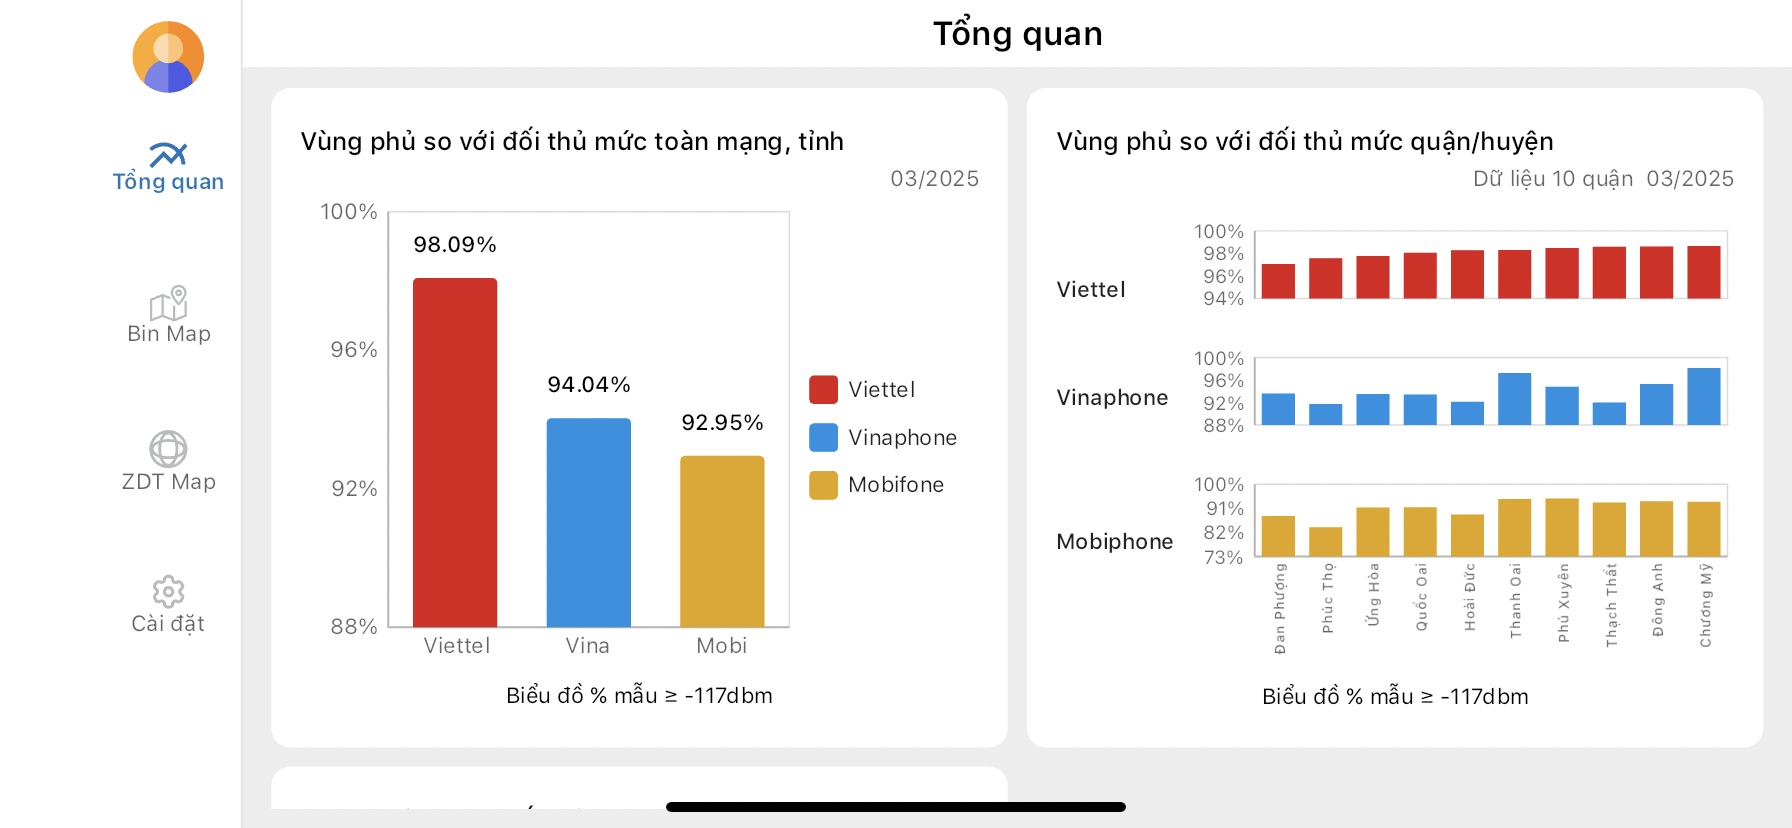 Tổng quan
Tổng quan
Bin Map
ZDT Map
Cài đặt
Vùng phủ so với đối thủ mức toàn mạng, tỉnh
03/2025
100%
96%
92%
88%
98.09%
94.04%
92.95%
Viettel
Vina
Mobi
Viettel
Vinaphone
Mobifone
Biểu đồ % mẫu ≥ -117dbm
Vùng phủ so với đối thủ mức quận/huyện
Dữ liệu 10 quận 03/2025
Viettel
100%
98%
96%
94%
Vinaphone
100%
96%
92%
88%
Mobiphone
100%
91%
82%
73%
Đan Phượng
Phúc Thọ
Ứng Hòa
Quốc Oai
Hoài Đức
Thanh Oai
Phú Xuyên
Thạch Thất
Đông Anh
Chương Mỹ
Biểu đồ % mẫu ≥ -117dbm